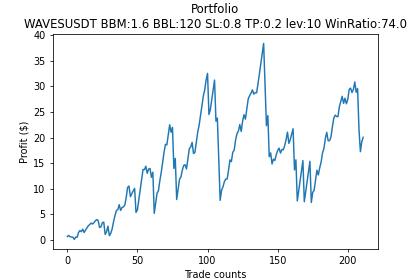 Portfolio
WAVESUSDT BBM:1.6 BBL:120 SL:0.8 TP:0.2 lev:10 WinRatio:74.0
40
35
30
25
20
15
10
5
0
Profit ($)
0 50 100 150 200
Trade counts